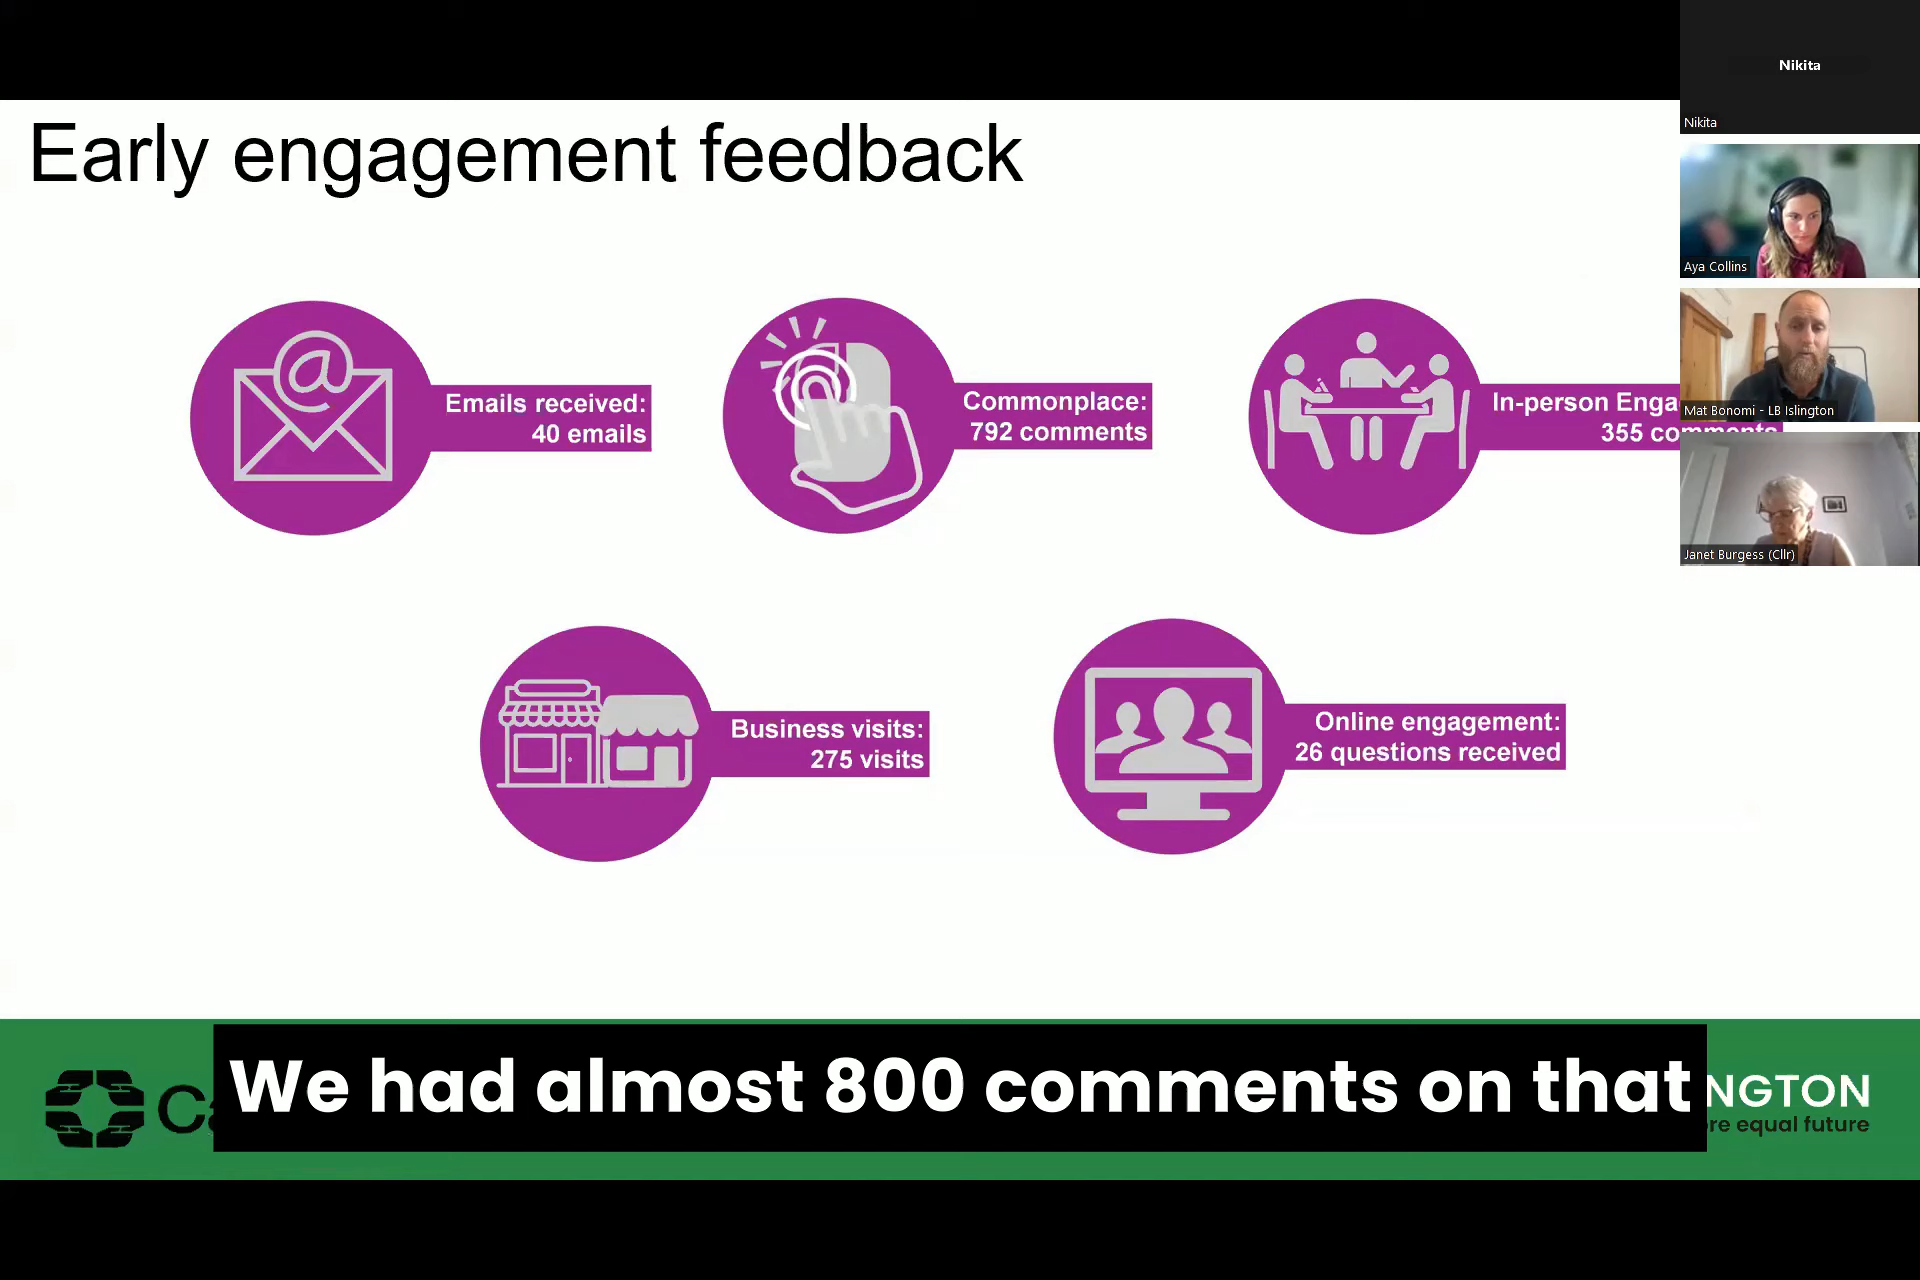 Nikita
Nikita
Early engagement feedback
Aya Collins
Emails received:
40 emails
Commonplace:
792 comments
In-person
355 comments
Mat Bonomi - LB Islington
Janet Burgess (Cllr)
Business visits:
275 visits
Online engagement:
26 questions received
We had almost 800 comments on that
NGTON
equal future